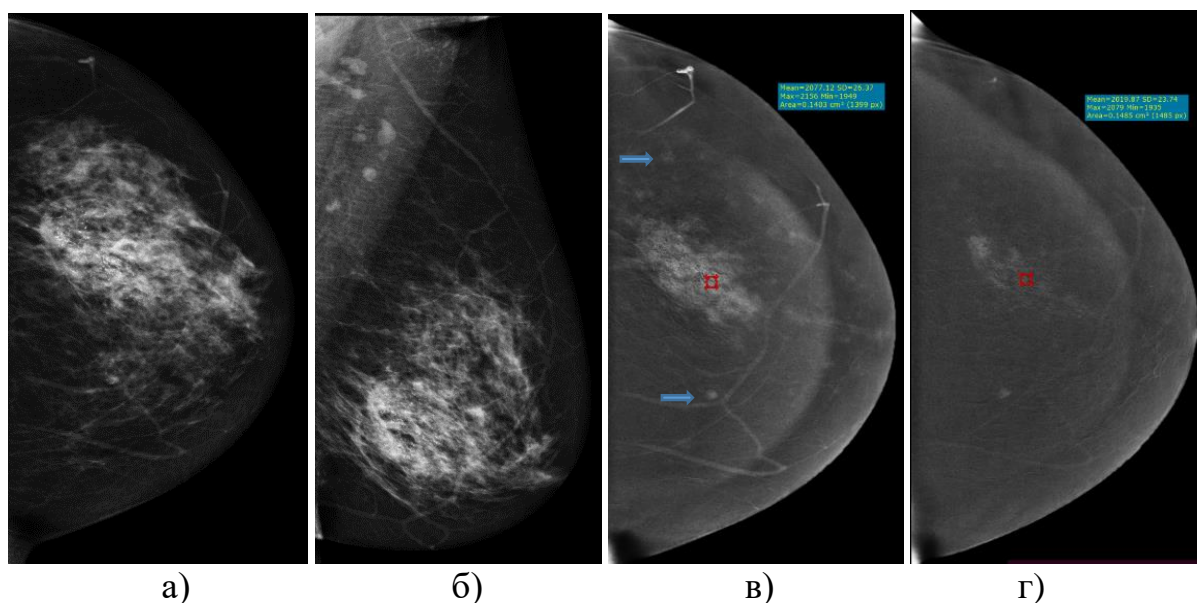 Mean=2077.12 SD=26.37
Max=2156 Min=1949
Area=0.1403 cm² (1399 px)
Mean=2019.87 SD=23.74
Max=2079 Min=1935
Area=0.1485 cm² (1485 px)
а) б) в) г)